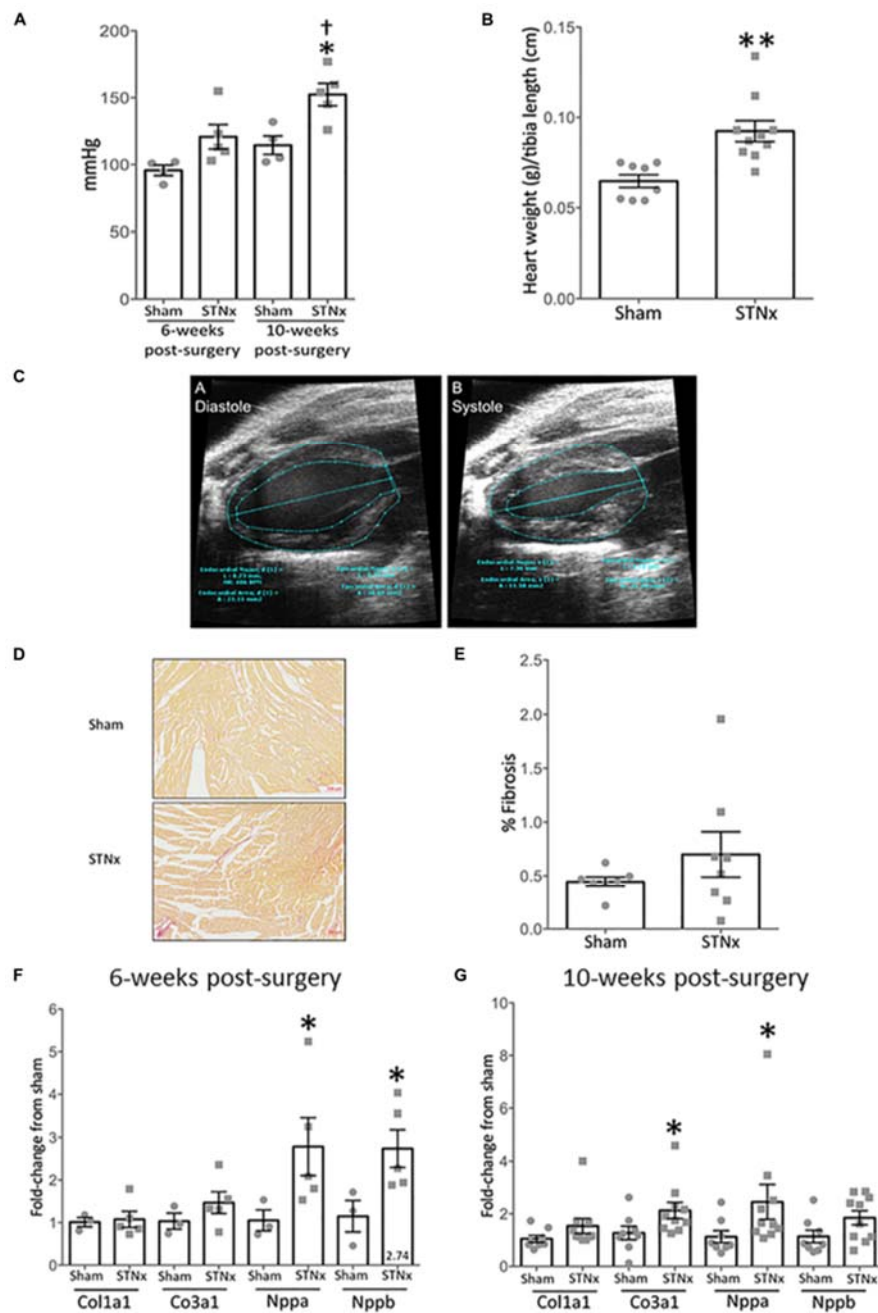 A
200
150
100
50
0
mmHg
†
*
Sham STNx Sham STNx
6-weeks 10-weeks
post-surgery post-surgery
B
0.15
0.10
0.05
0.00
Heart weight (g)/tibia length (cm)
**
Sham STNx
C
A
Diastole
B
Systole
D
Sham
STNx
E
2.5
2.0
1.5
1.0
0.5
0.0
% Fibrosis
Sham STNx
F
6-weeks post-surgery
6
5
4
3
2
1
0
Fold-change from sham
*
*
2.74
Sham STNx Sham STNx Sham STNx Sham STNx
Col1a1 Co3a1 Nppa Nppb
G
10-weeks post-surgery
10
8
6
4
2
0
Fold-change from sham
*
*
Sham STNx Sham STNx Sham STNx Sham STNx
Col1a1 Co3a1 Nppa Nppb